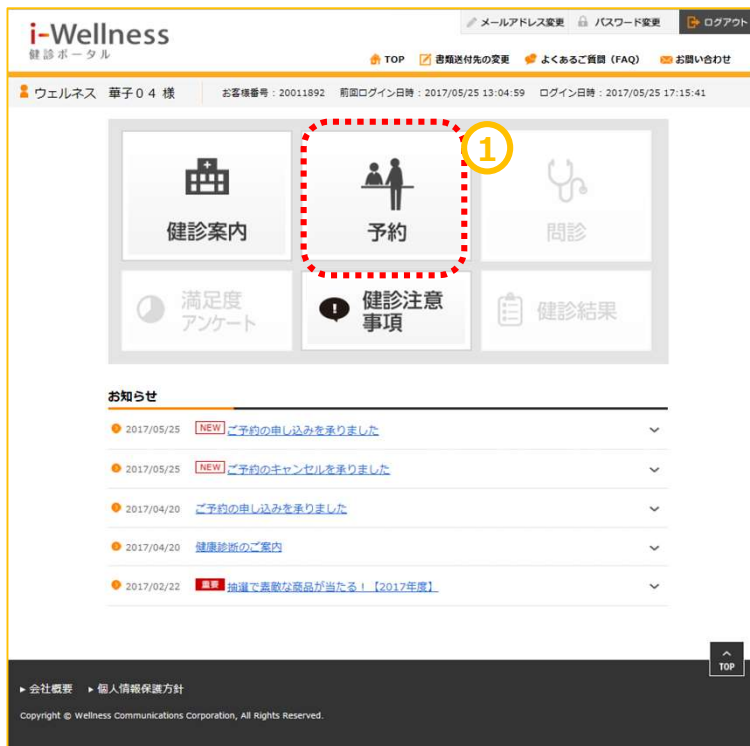 i-Wellness
健診ポータル
メールアドレス変更 パスワード変更 ログアウト
TOP 書類送付先の変更 よくあるご質問（FAQ） お問い合わせ
ウェルネス 華子０４ 様 お客様番号：20011892 前回ログイン日時：2017/05/25 13:04:59 ログイン日時：2017/05/25 17:15:41
1
健診案内 予約 問診
満足度
アンケート
健診注意
事項
健診結果
お知らせ
2017/05/25 NEW ご予約の申し込みを承りました
2017/05/25 NEW ご予約のキャンセルを承りました
2017/04/20 ご予約の申し込みを承りました
2017/04/20 健康診断のご案内
2017/02/22 重要 抽選で素敵な商品が当たる！【2017年度】
TOP
会社概要 個人情報保護方針
Copyright © Wellness Communications Corporation, All Rights Reserved.